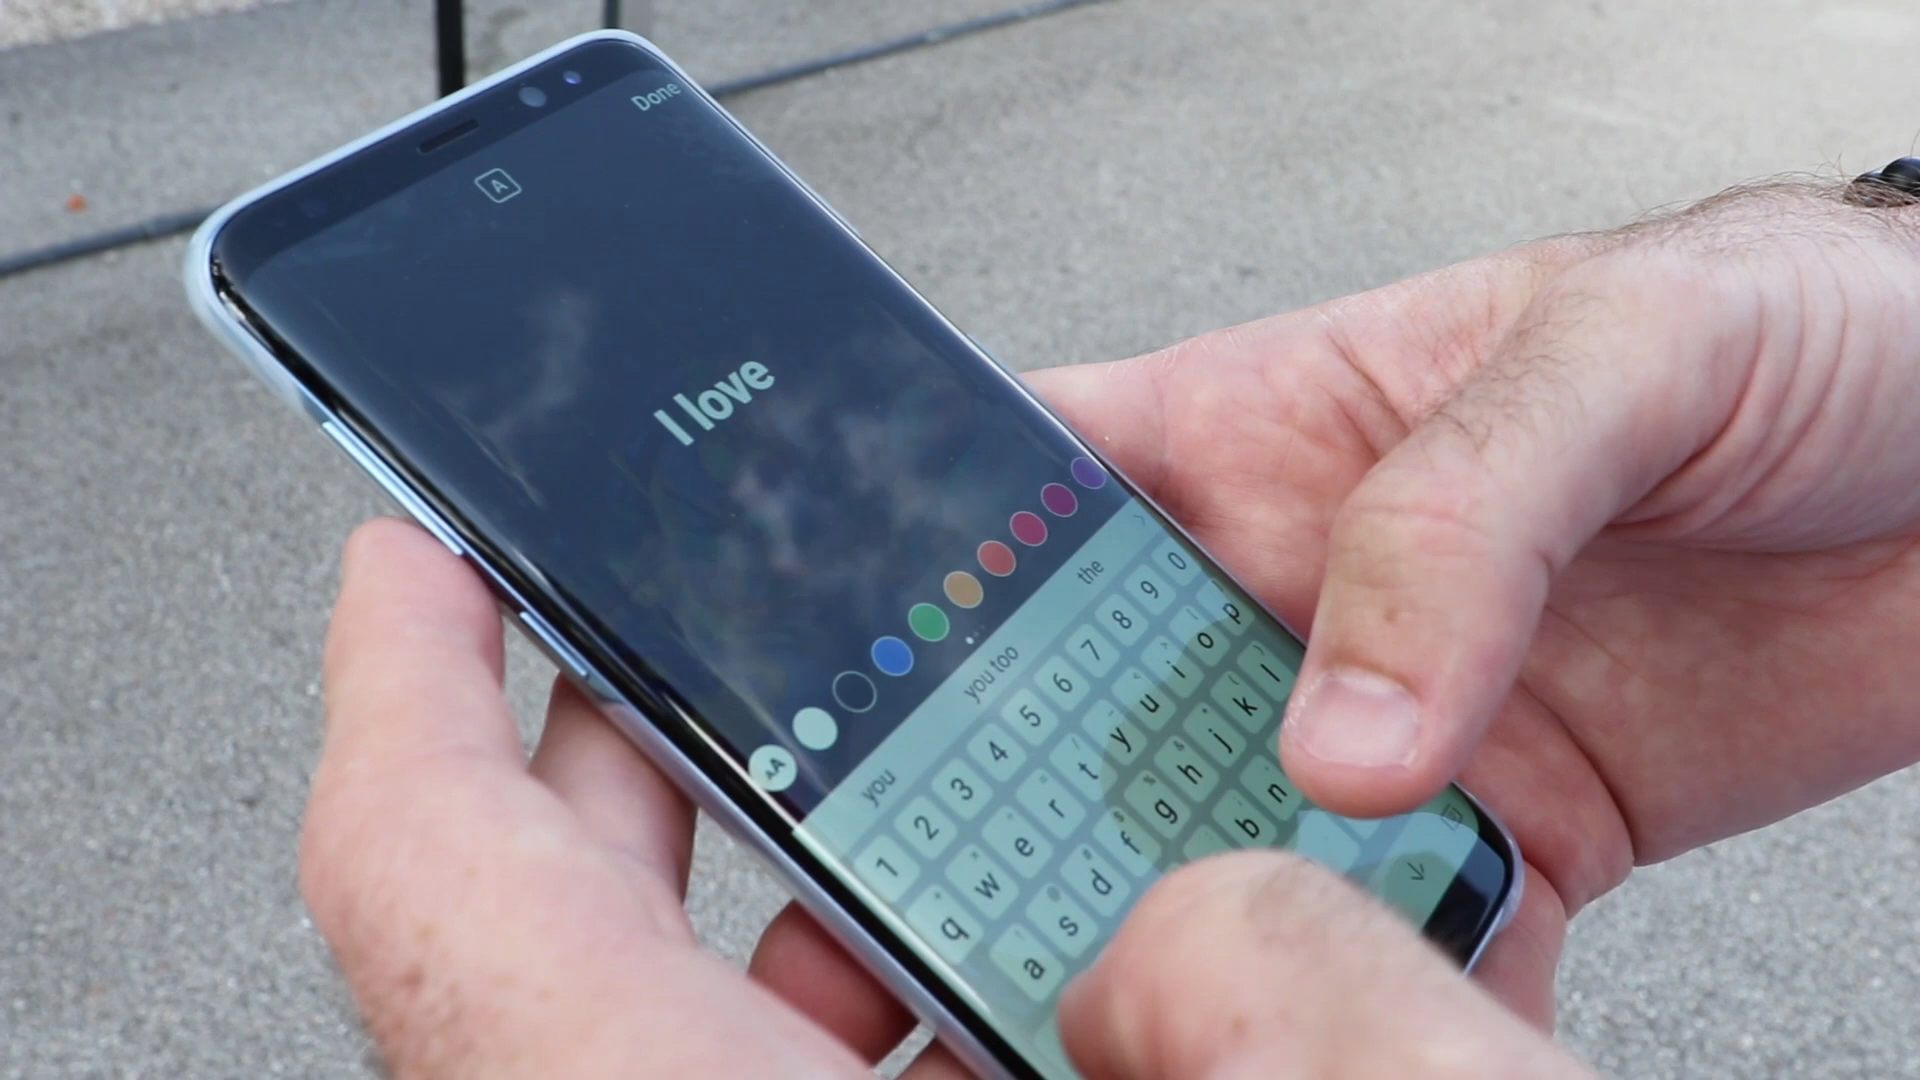 Done
A
I love
AA
you
you too
the
1 2 3 4 5 6 7 8 9 0
q w e r t y u i o p
a s d f g h j k l
b n